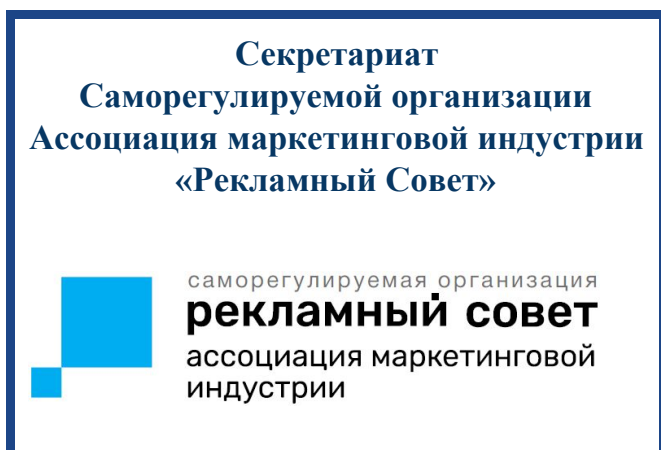 Секретариат
Саморегулируемой организации
Ассоциация маркетинговой индустрии
«Рекламный Совет»
саморегулируемая организация
рекламный совет
ассоциация маркетинговой
индустрии